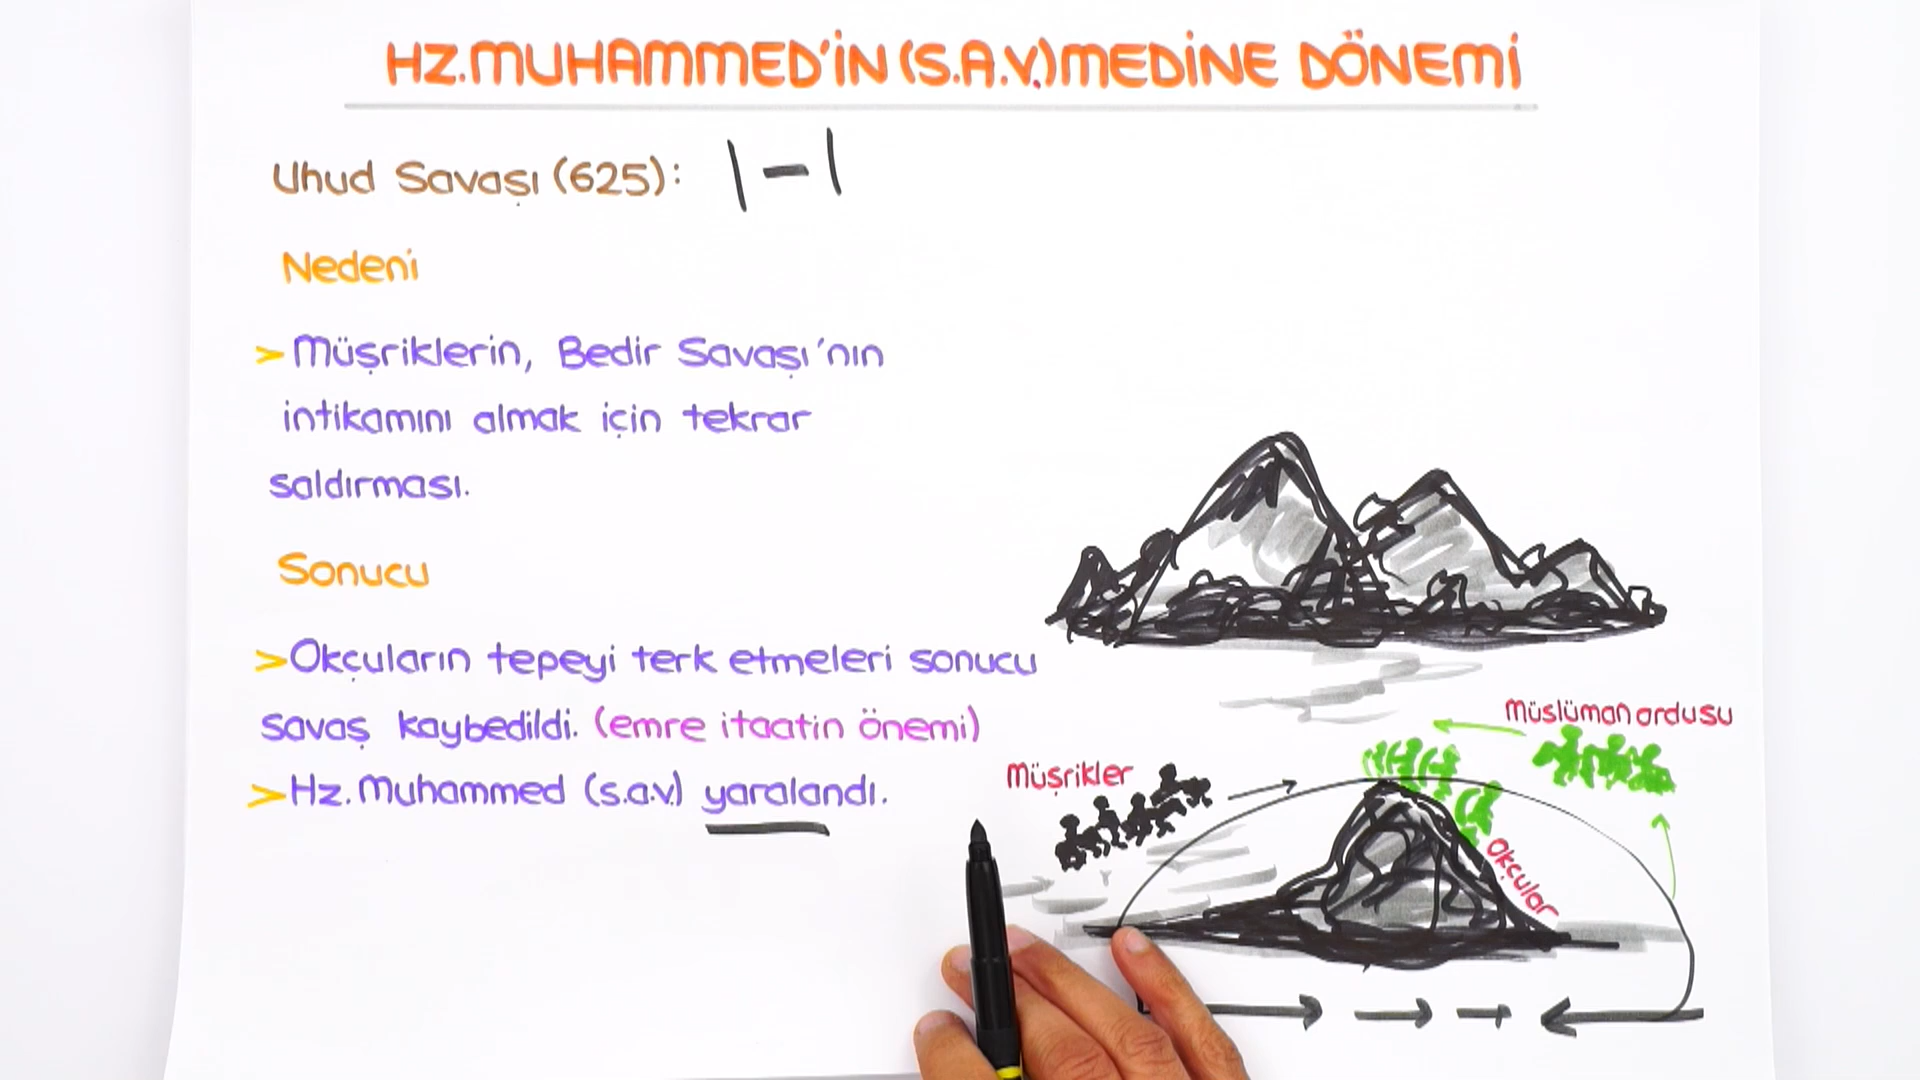 HZ.MUHAMMED'İN (S.A.V.) MEDİNE DÖNEMİ
Uhud Savaşı (625): 1-1
Nedeni
> Müşriklerin, Bedir Savaşı'nın
intikamını almak için tekrar
saldırması.
Sonucu
> Okçuların tepeyi terk etmeleri sonucu
savaş kaybedildi. (emre itaatin önemi)
> Hz. Muhammed (s.a.v.) yaralandı.
Müslüman ordusu
Müşrikler
Okçular